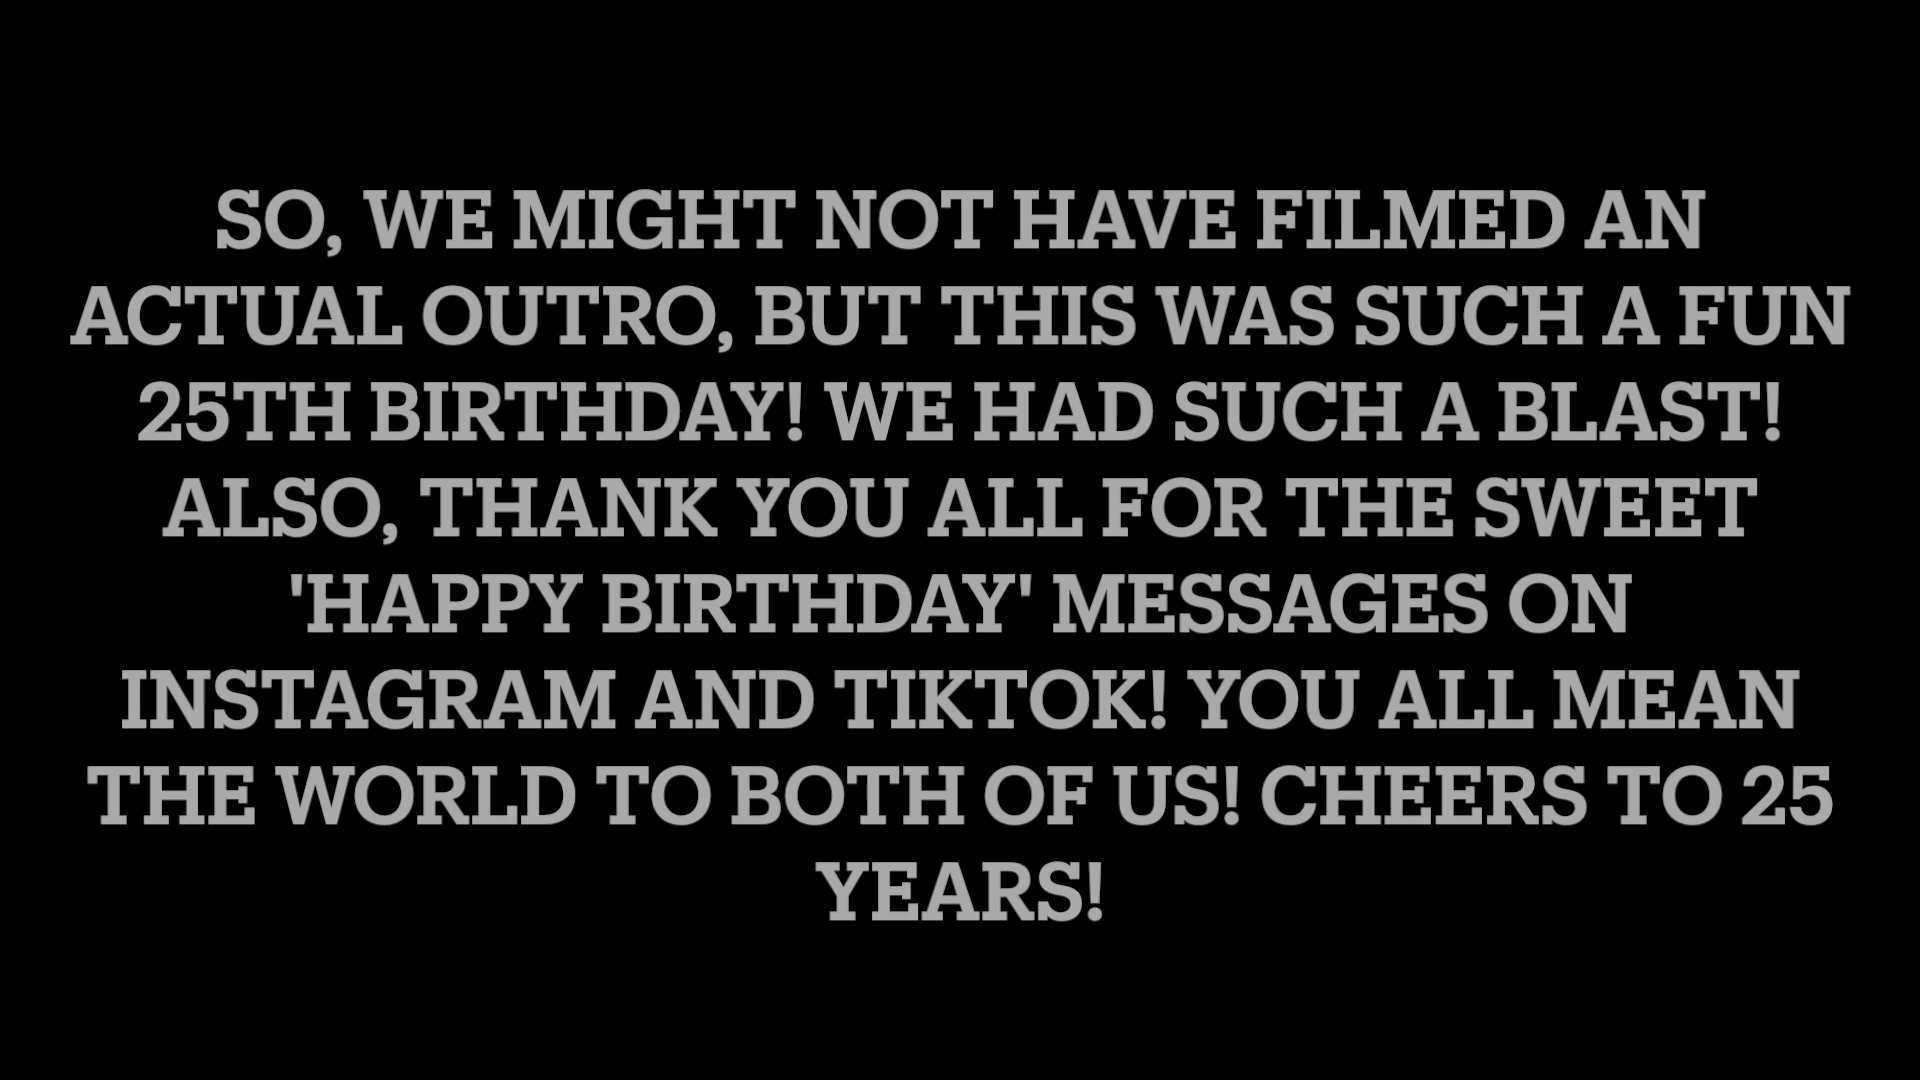 SO, WE MIGHT NOT HAVE FILMED AN
ACTUAL OUTRO, BUT THIS WAS SUCH A FUN
25TH BIRTHDAY! WE HAD SUCH A BLAST!
ALSO, THANK YOU ALL FOR THE SWEET
'HAPPY BIRTHDAY' MESSAGES ON
INSTAGRAM AND TIKTOK! YOU ALL MEAN
THE WORLD TO BOTH OF US! CHEERS TO 25
YEARS!